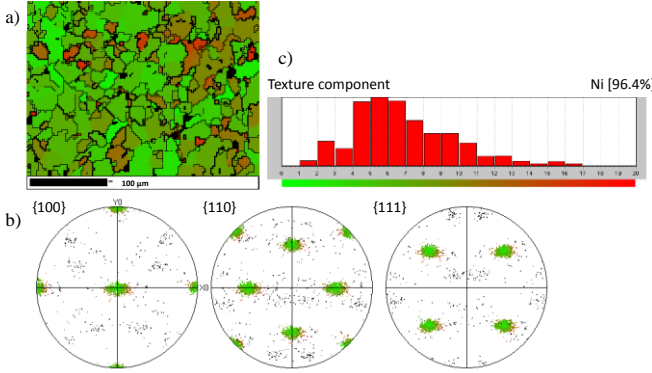 a)
100 µm
c)
Texture component Ni [96.4%]
0 1 2 3 4 5 6 7 8 9 10 11 12 13 14 15 16 17 18 19 20
b)
{100} {110} {111}
Y0
X0